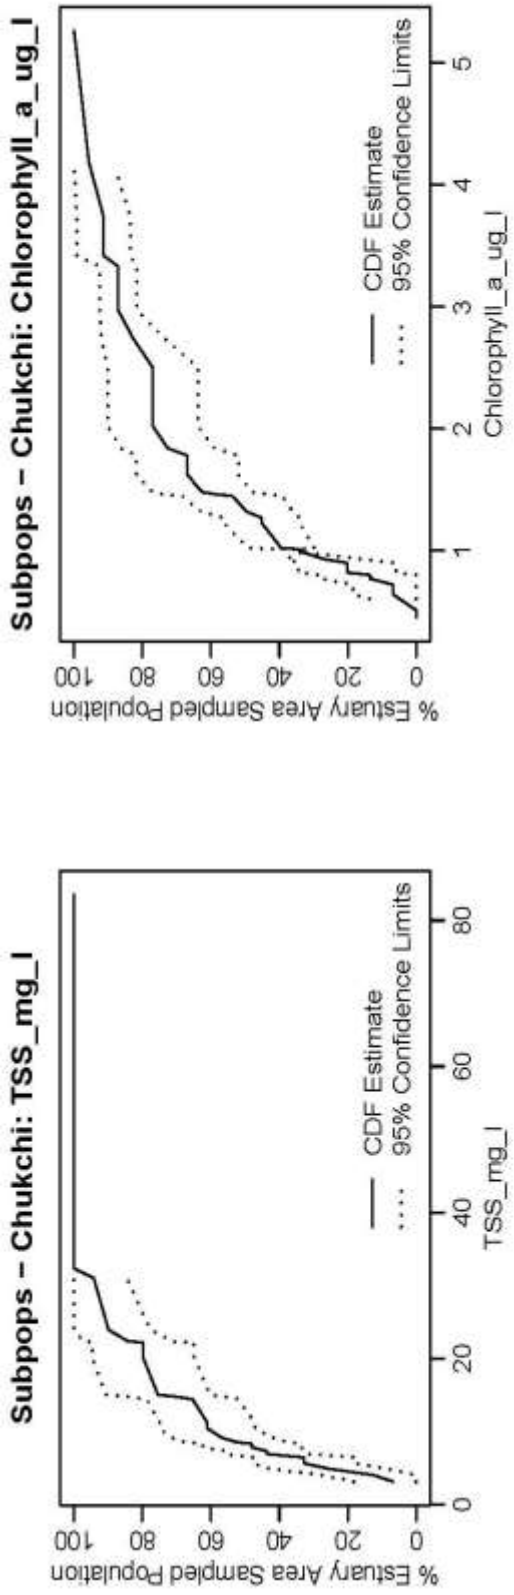 Subpops – Chukchi: TSS_mg_l
% Estuary Area Sampled Population
100
80
60
40
20
0
CDF Estimate
95% Confidence Limits
0 20 40 60 80
TSS_mg_l
Subpops – Chukchi: Chlorophyll_a_ug_l
% Estuary Area Sampled Population
100
80
60
40
20
0
CDF Estimate
95% Confidence Limits
1 2 3 4 5
Chlorophyll_a_ug_l